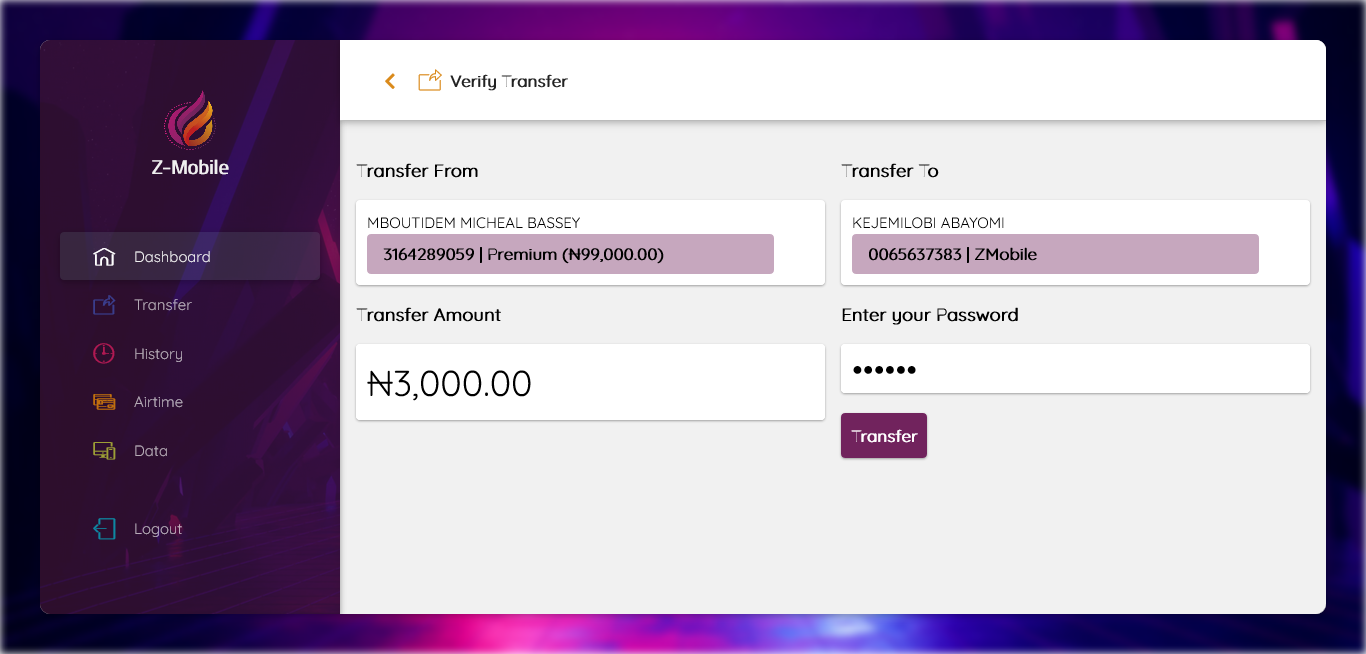 Z-Mobile
Dashboard
Transfer
History
Airtime
Data
Logout
Verify Transfer
Transfer From
MBOUTIDEM MICHEAL BASSEY
3164289059 | Premium (₦99,000.00)
Transfer To
KEJEMILOBI ABAYOMI
0065637383 | ZMobile
Transfer Amount
₦3,000.00
Enter your Password
••••••
Transfer